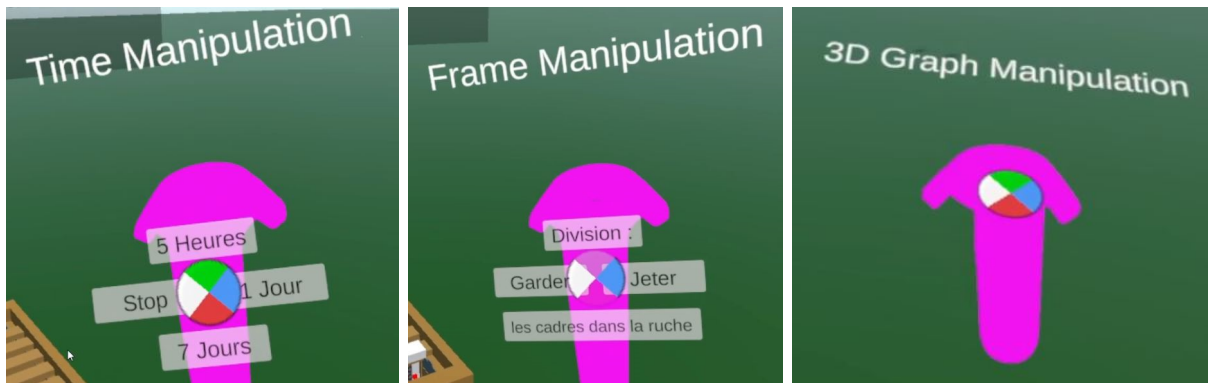 Time Manipulation
5 Heures
Stop
1 Jour
7 Jours
Frame Manipulation
Division :
Garder
Jeter
les cadres dans la ruche
3D Graph Manipulation